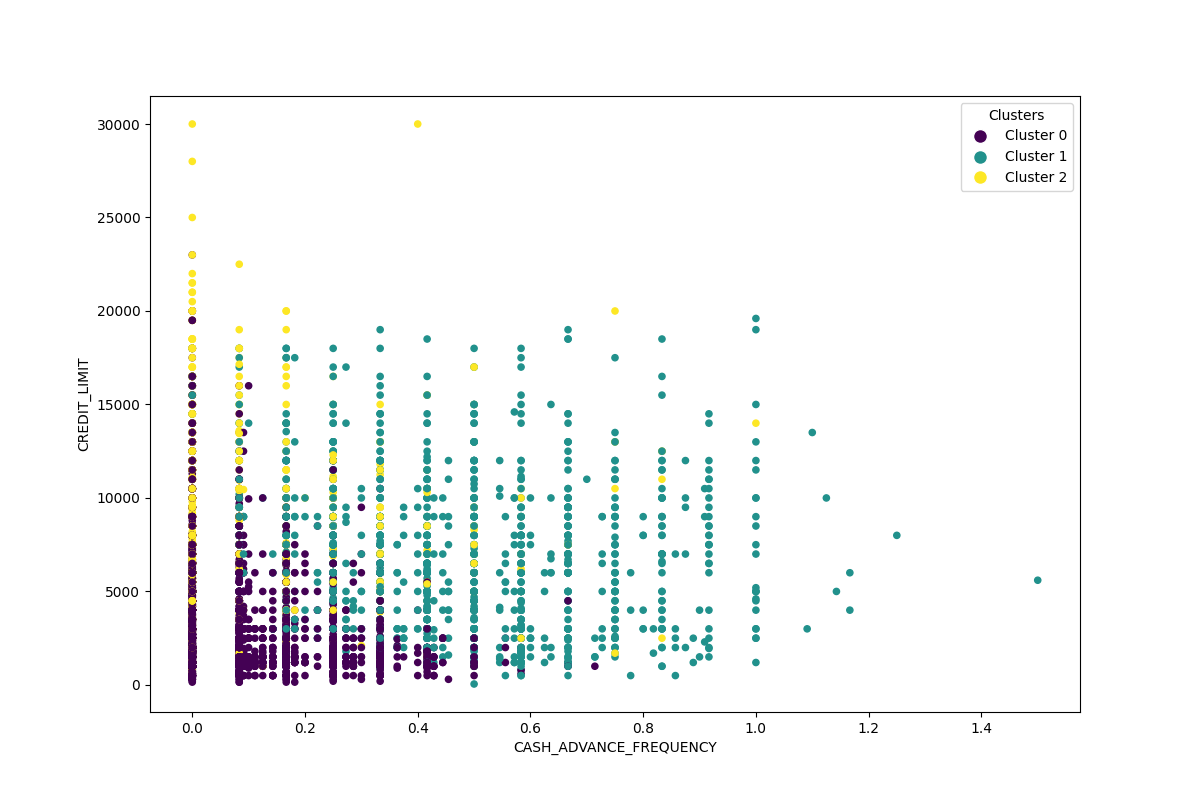 Clusters
Cluster 0
Cluster 1
Cluster 2
30000
25000
20000
15000
10000
5000
0
CREDIT_LIMIT
0.0 0.2 0.4 0.6 0.8 1.0 1.2 1.4
CASH_ADVANCE_FREQUENCY